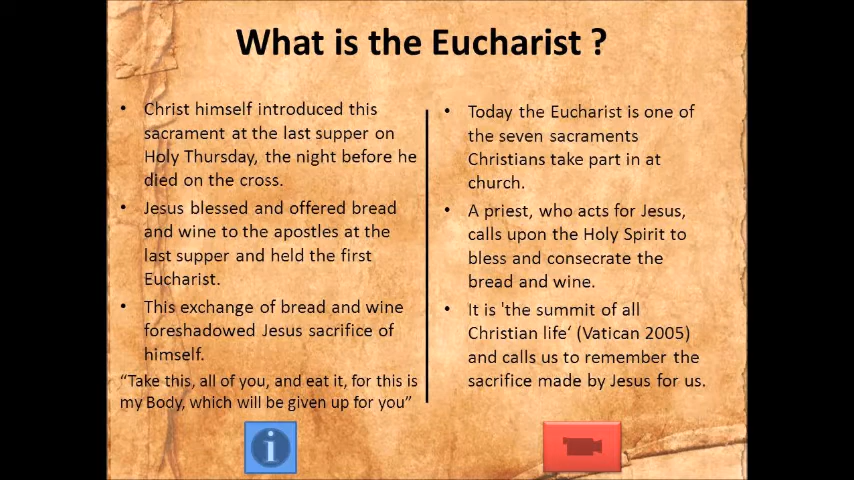 What is the Eucharist ?
• Christ himself introduced this
sacrament at the last supper on
Holy Thursday, the night before he
died on the cross.
• Jesus blessed and offered bread
and wine to the apostles at the
last supper and held the first
Eucharist.
• This exchange of bread and wine
foreshadowed Jesus sacrifice of
himself.
“Take this, all of you, and eat it, for this is
my Body, which will be given up for you”
• Today the Eucharist is one of
the seven sacraments
Christians take part in at
church.
• A priest, who acts for Jesus,
calls upon the Holy Spirit to
bless and consecrate the
bread and wine.
• It is 'the summit of all
Christian life‘ (Vatican 2005)
and calls us to remember the
sacrifice made by Jesus for us.